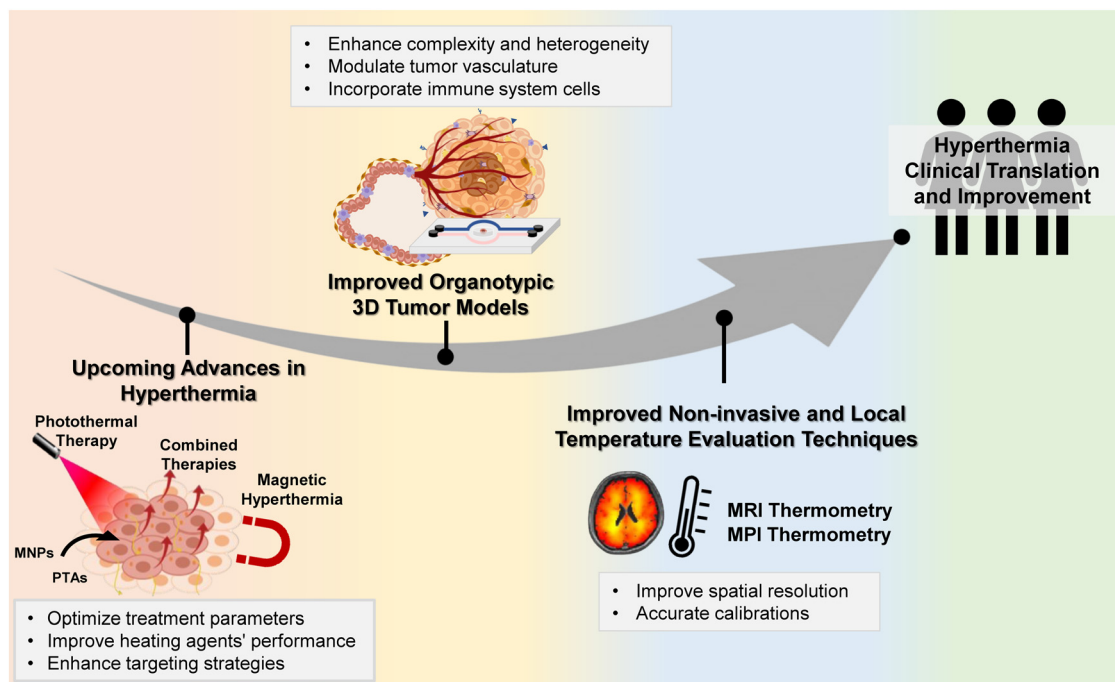 • Enhance complexity and heterogeneity
• Modulate tumor vasculature
• Incorporate immune system cells
Hyperthermia
Clinical Translation
and Improvement
Improved Organotypic
3D Tumor Models
Upcoming Advances in
Hyperthermia
Photothermal
Therapy
Combined
Therapies
Magnetic
Hyperthermia
MNPs
PTAs
• Optimize treatment parameters
• Improve heating agents' performance
• Enhance targeting strategies
Improved Non-invasive and Local
Temperature Evaluation Techniques
MRI Thermometry
MPI Thermometry
• Improve spatial resolution
• Accurate calibrations